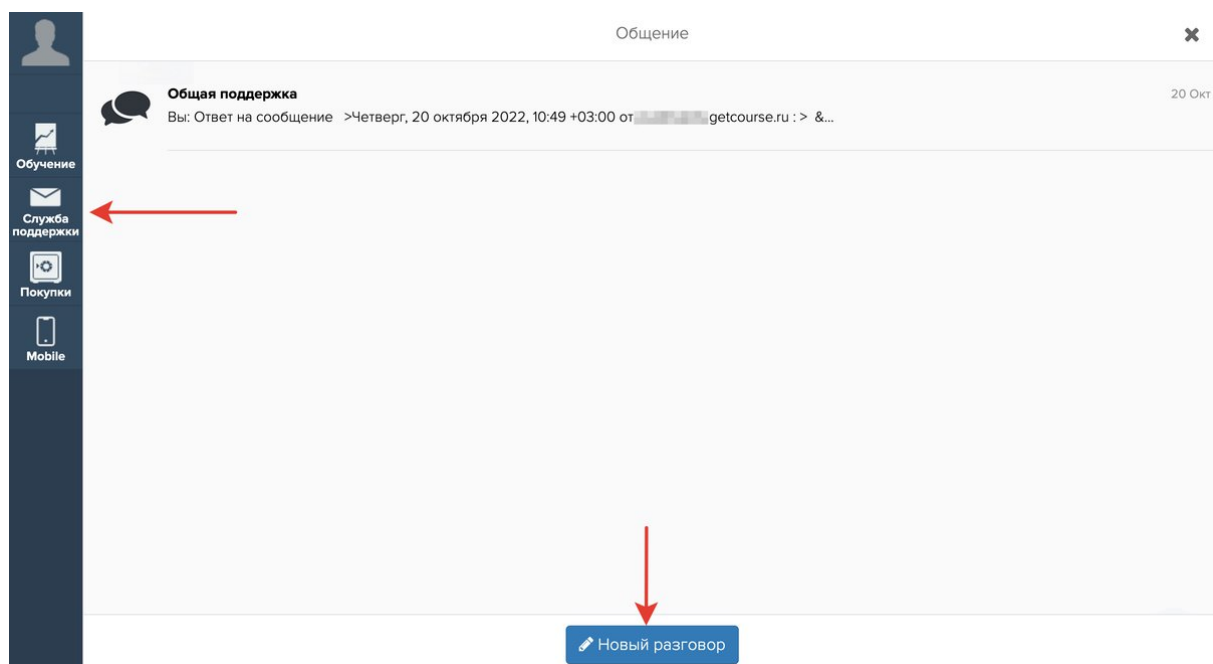 Общение
Общая поддержка
20 Окт
Вы: Ответ на сообщение >Четверг, 20 октября 2022, 10:49 +03:00 от getcourse.ru : > &...
Обучение
Служба
поддержки
Покупки
Mobile
Новый разговор